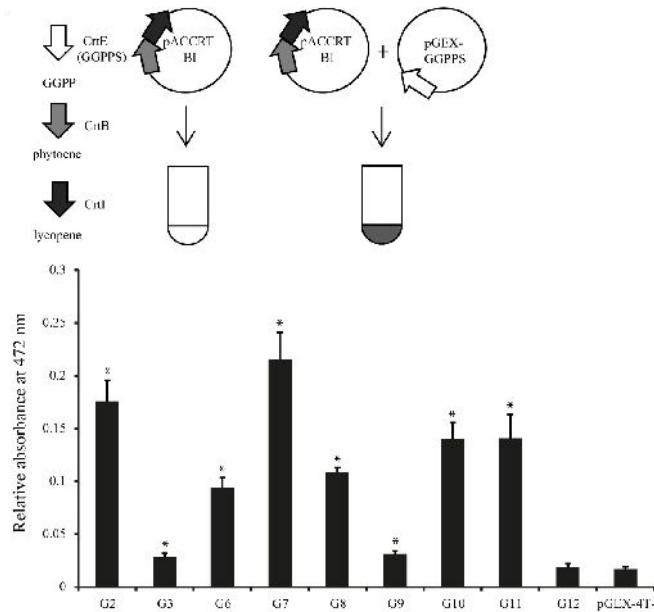 CrtE
(GGPPS)
GGPP
CrtB
phytoene
CrtI
lycopene
pACCRT
BI
pACCRT
BI
+
pGEX-
GGPPS
Relative absorbance at 472 nm
0.3
0.25
0.2
0.15
0.1
0.05
0
* * * * * * * *
G2 G3 G6 G7 G8 G9 G10 G11 G12 pGEX-4T-